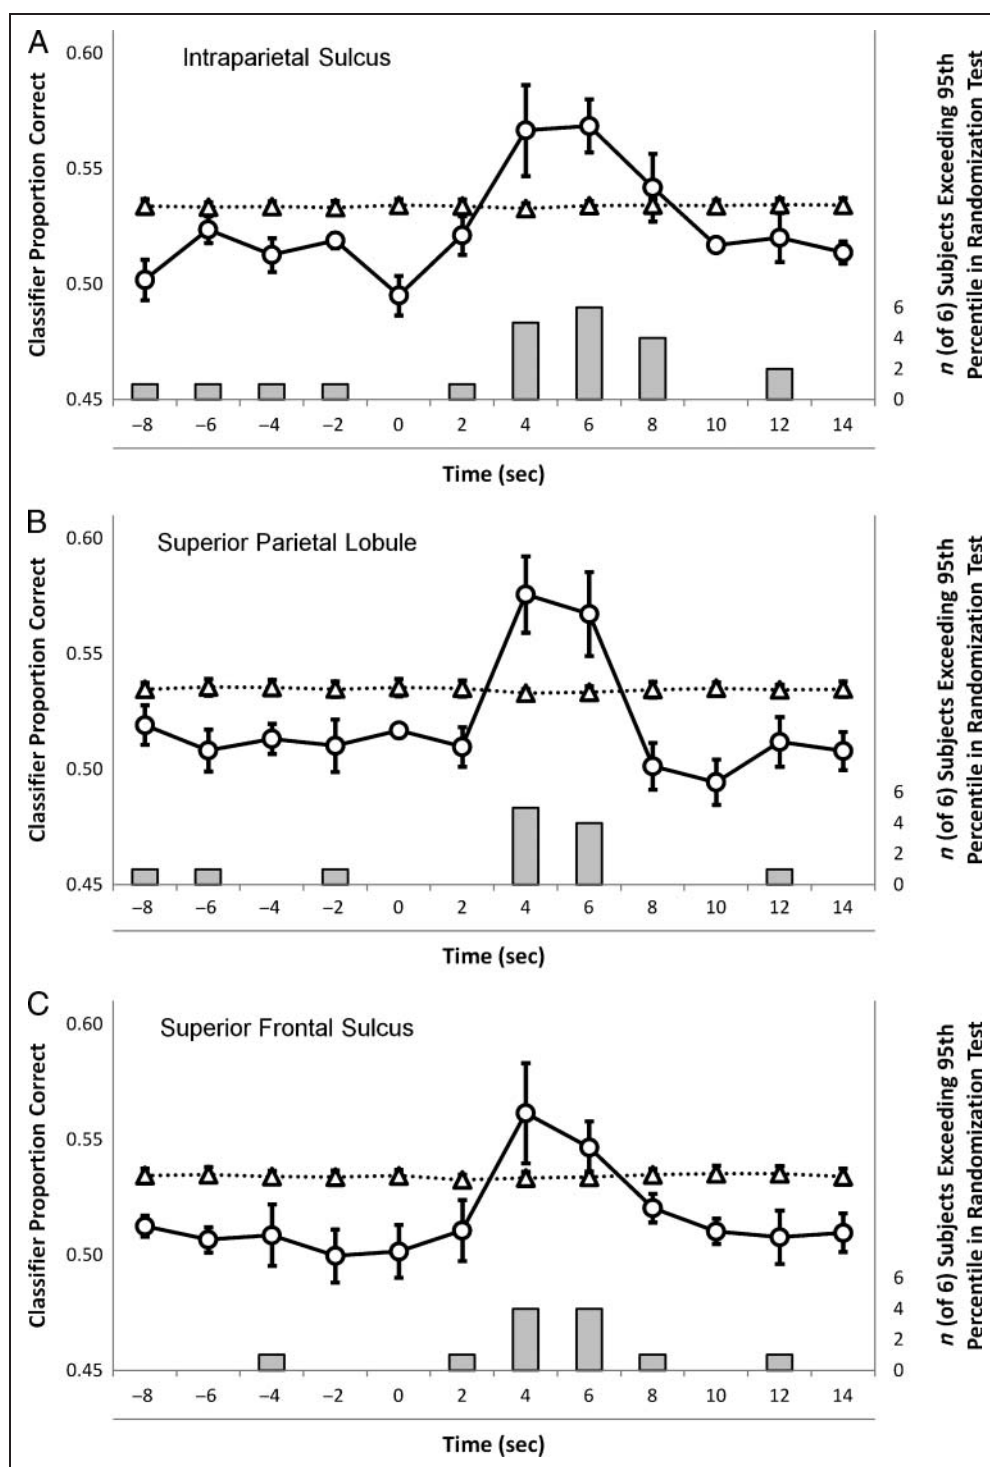 A
Intraparietal Sulcus
Classifier Proportion Correct
0.60
0.55
0.50
0.45
n (of 6) Subjects Exceeding 95th
Percentile in Randomization Test
6
4
2
0
−8 −6 −4 −2 0 2 4 6 8 10 12 14
Time (sec)
B
Superior Parietal Lobule
Classifier Proportion Correct
0.60
0.55
0.50
0.45
n (of 6) Subjects Exceeding 95th
Percentile in Randomization Test
6
4
2
0
−8 −6 −4 −2 0 2 4 6 8 10 12 14
Time (sec)
C
Superior Frontal Sulcus
Classifier Proportion Correct
0.60
0.55
0.50
0.45
n (of 6) Subjects Exceeding 95th
Percentile in Randomization Test
6
4
2
0
−8 −6 −4 −2 0 2 4 6 8 10 12 14
Time (sec)